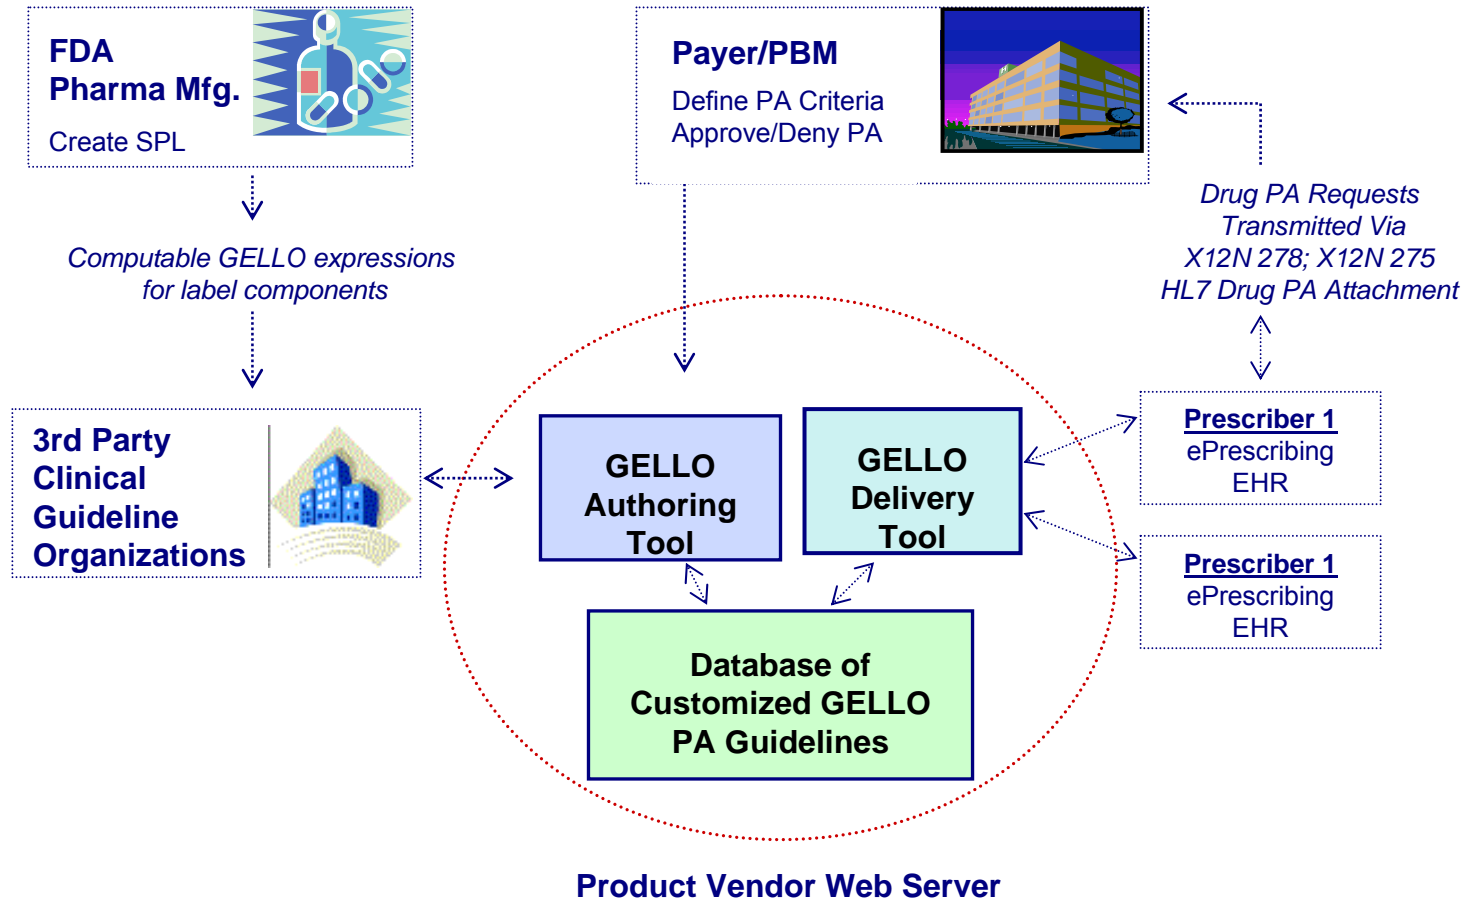 FDA
Pharma Mfg.
Create SPL
Payer/PBM
Define PA Criteria
Approve/Deny PA
Drug PA Requests
Transmitted Via
X12N 278; X12N 275
HL7 Drug PA Attachment
Computable GELLO expressions
for label components
3rd Party
Clinical
Guideline
Organizations
GELLO
Authoring
Tool
GELLO
Delivery
Tool
Prescriber 1
ePrescribing
EHR
Prescriber 1
ePrescribing
EHR
Database of
Customized GELLO
PA Guidelines
Product Vendor Web Server